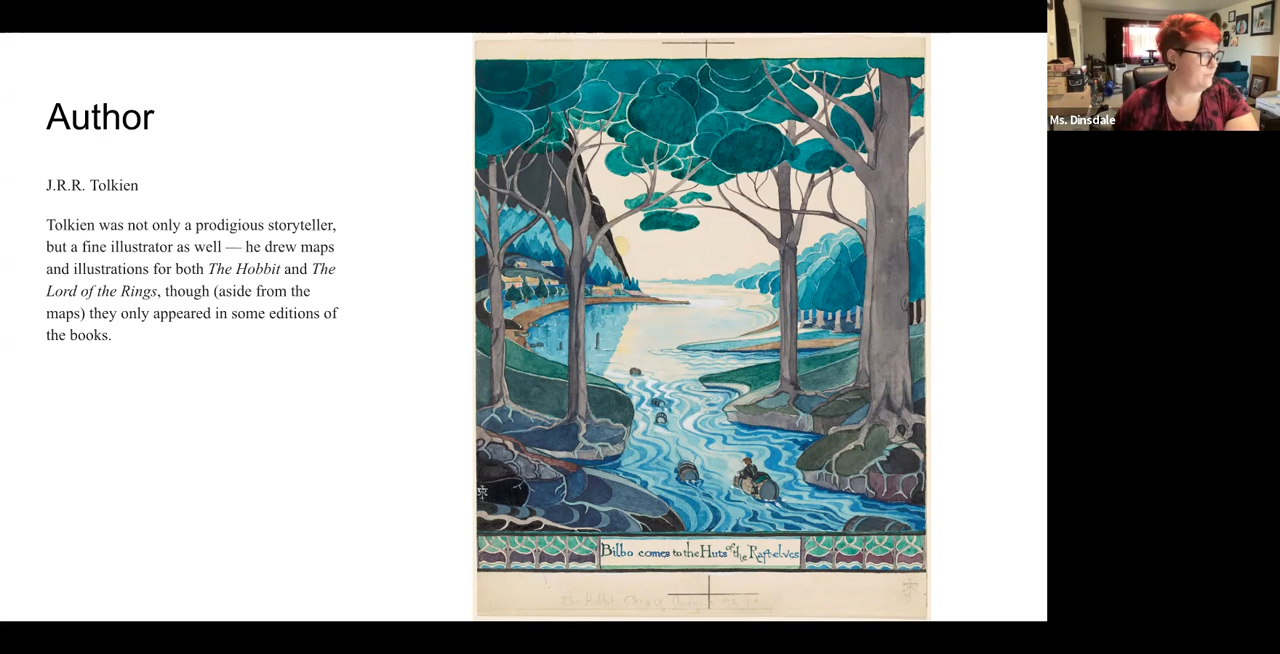 Author
J.R.R. Tolkien
Tolkien was not only a prodigious storyteller,
but a fine illustrator as well — he drew maps
and illustrations for both The Hobbit and The
Lord of the Rings, though (aside from the
maps) they only appeared in some editions of
the books.
Bilbo comes to the Huts of the Raft-elves
The Hobbit
Ms. Dinsdale